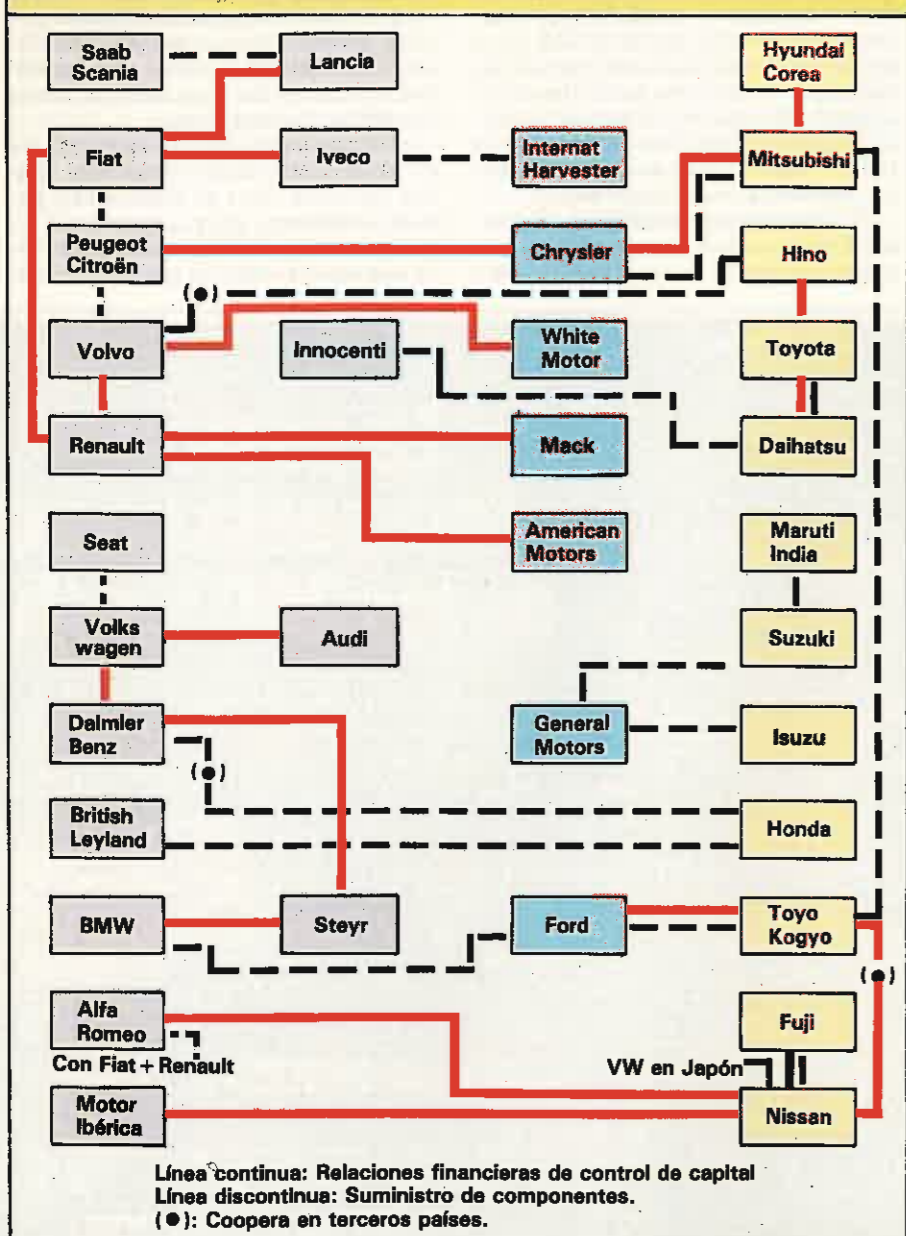 Saab
Scania
Lancia
Hyundai
Corea
Fiat
Iveco
Internat
Harvester
Mitsubishi
Peugeot
Citroën
Chrysler
Hino
(●)
Volvo
Innocenti
White
Motor
Toyota
Renault
Mack
Daihatsu
Seat
American
Motors
Maruti
India
Volks
wagen
Audi
Suzuki
Daimler
Benz
General
Motors
Isuzu
(●)
British
Leyland
Honda
BMW
Steyr
Ford
Toyo
Kogyo
(●)
Alfa
Romeo
Fuji
Con Fiat + Renault
VW en Japón
Motor
Ibérica
Nissan
Línea continua: Relaciones financieras de control de capital
Línea discontinua: Suministro de componentes.
(●): Coopera en terceros países.